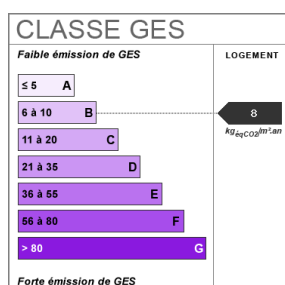 CLASSE GES
Faible émission de GES
LOGEMENT
≤ 5 A
6 à 10 B
8
kgéqCO2/m².an
11 à 20 C
21 à 35 D
36 à 55 E
56 à 80 F
> 80 G
Forte émission de GES